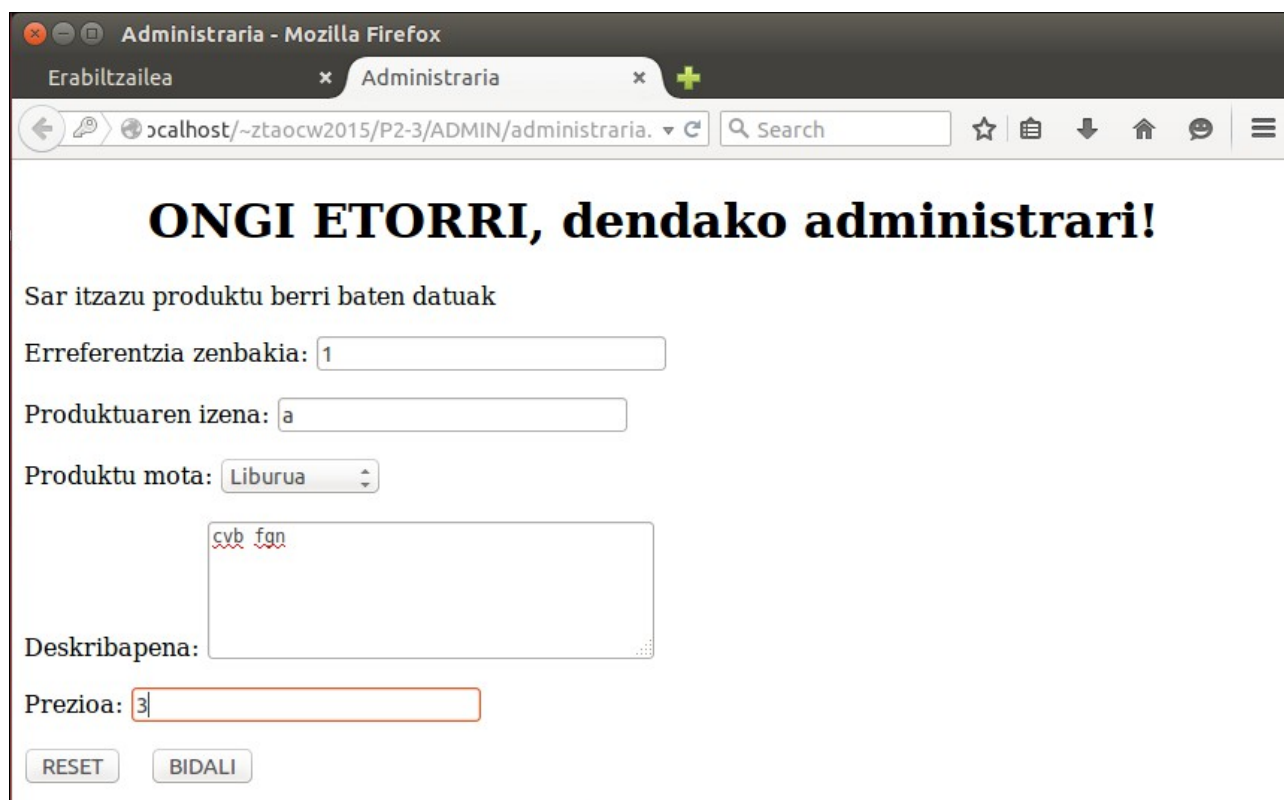 Administraria - Mozilla Firefox
Erabiltzailea Administraria
ocalhost/~ztaocw2015/P2-3/ADMIN/administraria. Search
ONGI ETORRI, dendako administrari!
Sar itzazu produktu berri baten datuak
Erreferentzia zenbakia: 1
Produktuaren izena: a
Produktu mota: Liburua
cvb fgn
Deskribapena:
Prezioa: 3
RESET BIDALI